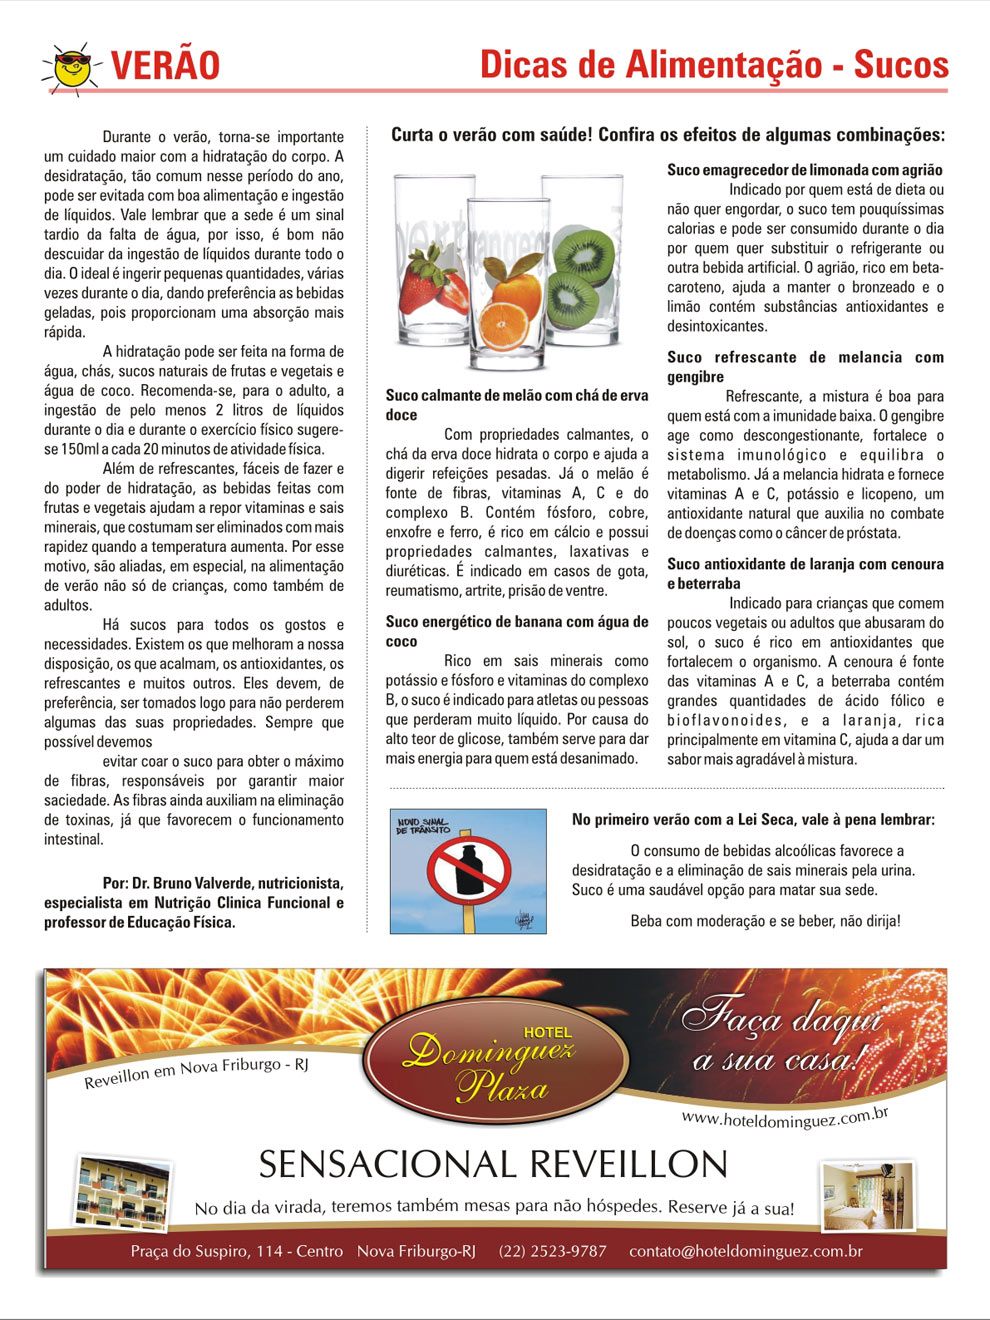 VERÃO
Dicas de Alimentação - Sucos
Durante o verão, torna-se importante
um cuidado maior com a hidratação do corpo. A
desidratação, tão comum nesse período do ano,
pode ser evitada com boa alimentação e ingestão
de líquidos. Vale lembrar que a sede é um sinal
tardio da falta de água, por isso, é bom não
descuidar da ingestão de líquidos durante todo o
dia. O ideal é ingerir pequenas quantidades, várias
vezes durante o dia, dando preferência as bebidas
geladas, pois proporcionam uma absorção mais
rápida.
A hidratação pode ser feita na forma de
água, chás, sucos naturais de frutas e vegetais e
água de coco. Recomenda-se, para o adulto, a
ingestão de pelo menos 2 litros de líquidos
durante o dia e durante o exercício físico sugere-
se 150ml a cada 20 minutos de atividade física.
Além de refrescantes, fáceis de fazer e
do poder de hidratação, as bebidas feitas com
frutas e vegetais ajudam a repor vitaminas e sais
minerais, que costumam ser eliminados com mais
rapidez quando a temperatura aumenta. Por esse
motivo, são aliadas, em especial, na alimentação
de verão não só de crianças, como também de
adultos.
Há sucos para todos os gostos e
necessidades. Existem os que melhoram a nossa
disposição, os que acalmam, os antioxidantes, os
refrescantes e muitos outros. Eles devem, de
preferência, ser tomados logo para não perderem
algumas das suas propriedades. Sempre que
possível devemos
evitar coar o suco para obter o máximo
de fibras, responsáveis por garantir maior
saciedade. As fibras ainda auxiliam na eliminação
de toxinas, já que favorecem o funcionamento
intestinal.
Por: Dr. Bruno Valverde, nutricionista,
especialista em Nutrição Clinica Funcional e
professor de Educação Física.
Curta o verão com saúde! Confira os efeitos de algumas combinações:
Suco calmante de melão com chá de erva
doce
Com propriedades calmantes, o
chá da erva doce hidrata o corpo e ajuda a
digerir refeições pesadas. Já o melão é
fonte de fibras, vitaminas A, C e do
complexo B. Contém fósforo, cobre,
enxofre e ferro, é rico em cálcio e possui
propriedades calmantes, laxativas e
diuréticas. É indicado em casos de gota,
reumatismo, artrite, prisão de ventre.
Suco energético de banana com água de
coco
Rico em sais minerais como
potássio e fósforo e vitaminas do complexo
B, o suco é indicado para atletas ou pessoas
que perderam muito líquido. Por causa do
alto teor de glicose, também serve para dar
mais energia para quem está desanimado.
Suco emagrecedor de limonada com agrião
Indicado por quem está de dieta ou
não quer engordar, o suco tem pouquíssimas
calorias e pode ser consumido durante o dia
por quem quer substituir o refrigerante ou
outra bebida artificial. O agrião, rico em beta-
caroteno, ajuda a manter o bronzeado e o
limão contém substâncias antioxidantes e
desintoxicantes.
Suco refrescante de melancia com
gengibre
Refrescante, a mistura é boa para
quem está com a imunidade baixa. O gengibre
age como descongestionante, fortalece o
sistema imunológico e equilibra o
metabolismo. Já a melancia hidrata e fornece
vitaminas A e C, potássio e licopeno, um
antioxidante natural que auxilia no combate
de doenças como o câncer de próstata.
Suco antioxidante de laranja com cenoura
e beterraba
Indicado para crianças que comem
poucos vegetais ou adultos que abusaram do
sol, o suco é rico em antioxidantes que
fortalecem o organismo. A cenoura é fonte
das vitaminas A e C, a beterraba contém
grandes quantidades de ácido fólico e
bioflavonoides, e a laranja, rica
principalmente em vitamina C, ajuda a dar um
sabor mais agradável à mistura.
NOVO SINAL
DE TRÂNSITO
No primeiro verão com a Lei Seca, vale à pena lembrar:
O consumo de bebidas alcoólicas favorece a
desidratação e a eliminação de sais minerais pela urina.
Suco é uma saudável opção para matar sua sede.
Beba com moderação e se beber, não dirija!
Reveillon em Nova Friburgo - RJ
HOTEL
Dominguez
Plaza
Faça daqui
a sua casa!
www.hoteldominguez.com.br
SENSACIONAL REVEILLON
No dia da virada, teremos também mesas para não hóspedes. Reserve já a sua!
Praça do Suspiro, 114 - Centro Nova Friburgo-RJ (22) 2523-9787 contato@hoteldominguez.com.br